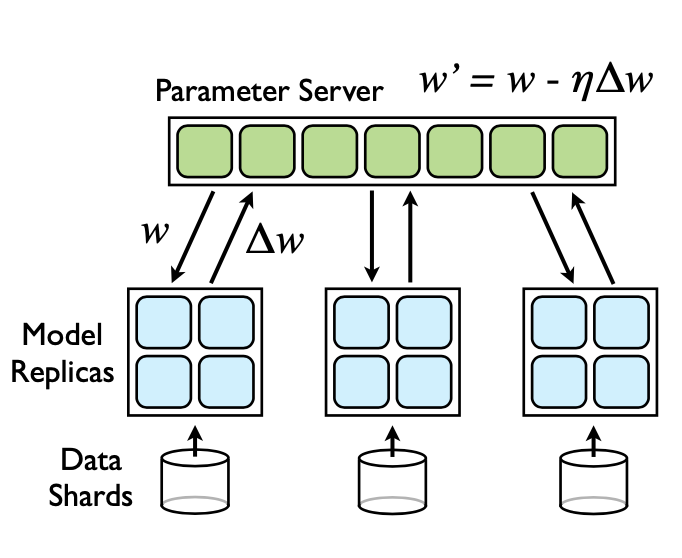 Parameter Server
w’ = w - ηΔw
w
Δw
Model
Replicas
Data
Shards